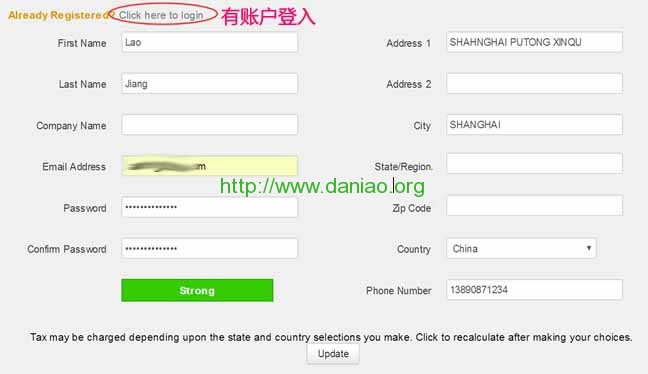 Already Registered? Click here to login 有账户登入
First Name Lao
Address 1 SHAHNGHAI PUTONG XINQU
Last Name Jiang
Address 2
Company Name
City SHANGHAI
Email Address m
State/Region.
http://www.daniao.org
Password ••••••••••••••
Zip Code
Confirm Password ••••••••••••••
Country China
Strong
Phone Number 13890871234
Tax may be charged depending upon the state and country selections you make. Click to recalculate after making your choices.
Update